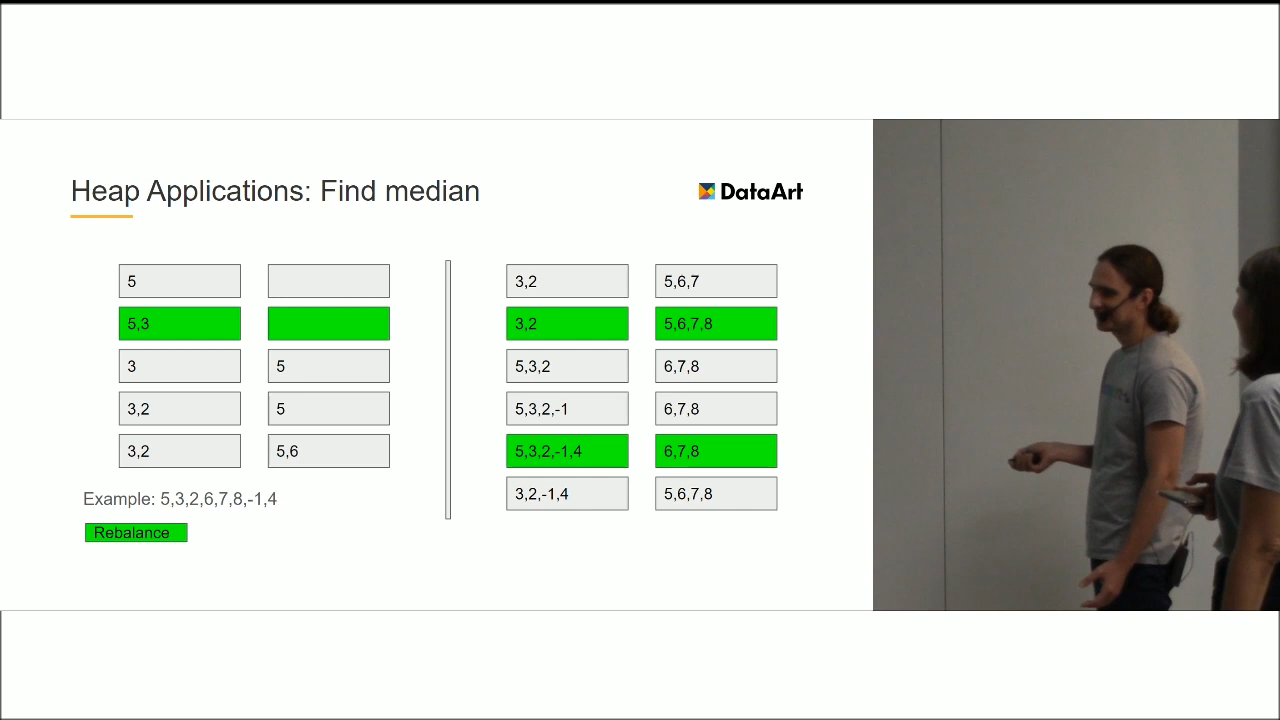 Heap Applications: Find median
DataArt
5
5,3
3 5
3,2 5
3,2 5,6
Example: 5,3,2,6,7,8,-1,4
Rebalance
3,2 5,6,7
3,2 5,6,7,8
5,3,2 6,7,8
5,3,2,-1 6,7,8
5,3,2,-1,4 6,7,8
3,2,-1,4 5,6,7,8